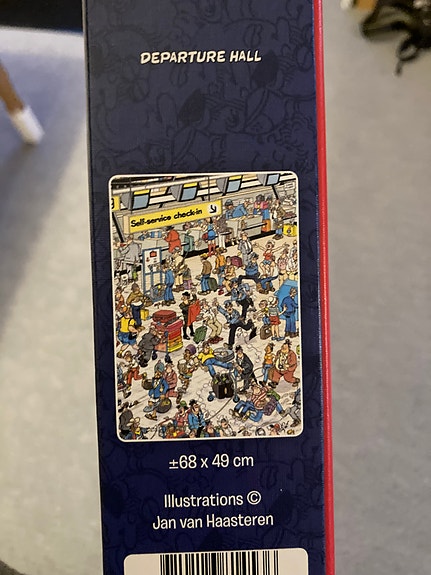 DEPARTURE HALL
Self-service check-in
±68 x 49 cm
Illustrations ©
Jan van Haasteren